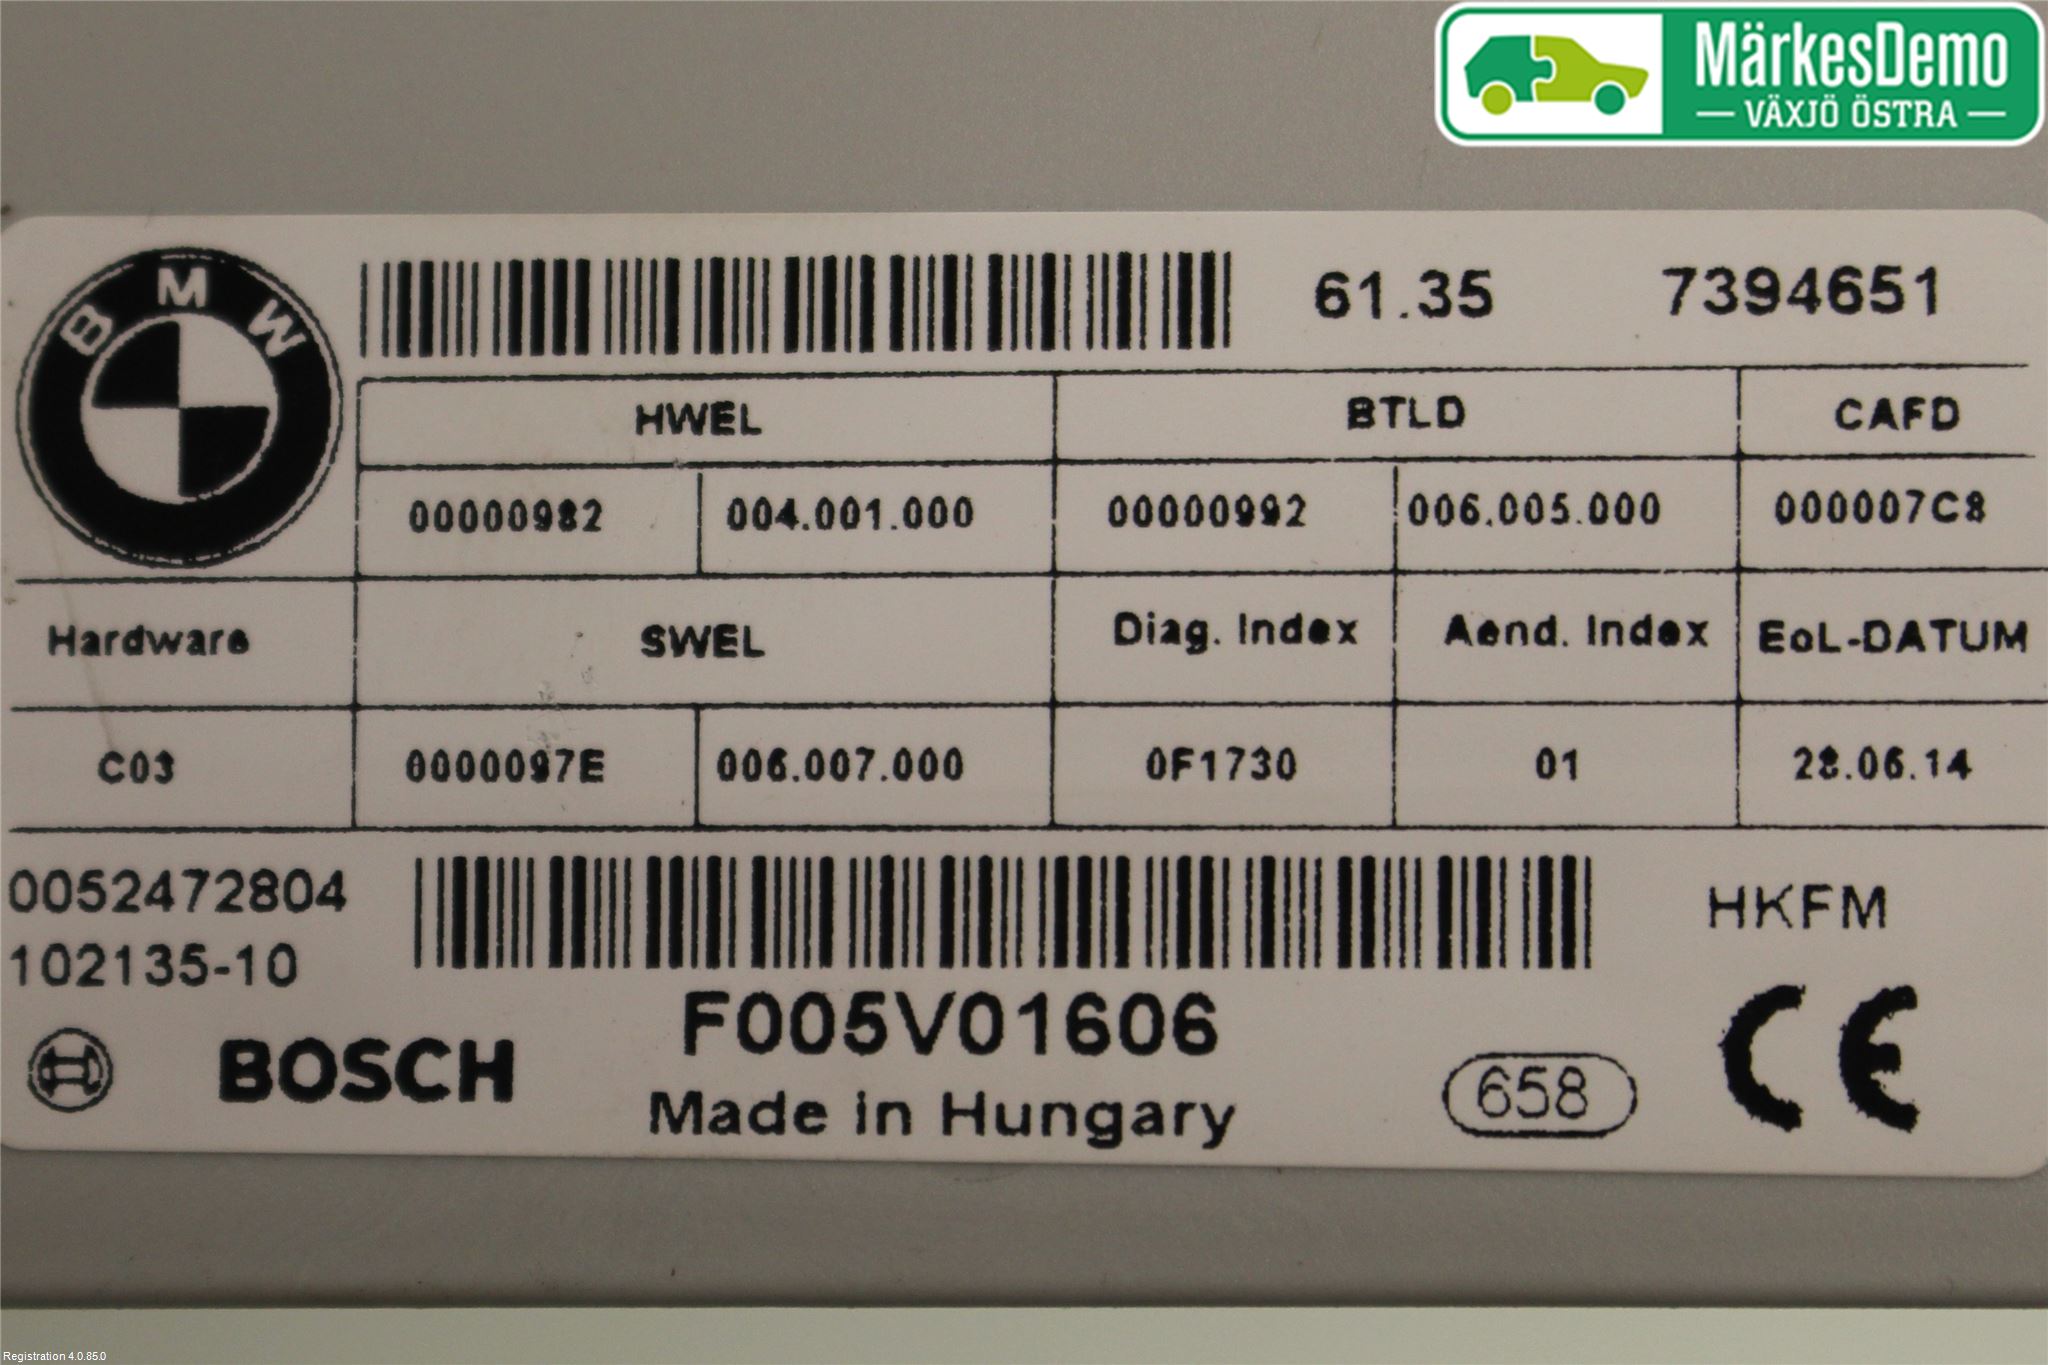 MärkesDemo
VÄXJÖ ÖSTRA
BMW
61.35 7394651
HWEL BTLD CAFD
00000982 004.001.000 00000992 006.005.000 000007C8
Hardware SWEL Diag. Index Aend. Index EoL-DATUM
C03 0000097E 006.007.000 0F1730 01 28.06.14
0052472804
102135-10
HKFM
F005V01606
BOSCH
Made in Hungary
658
CE
Registration 4.0.85.0